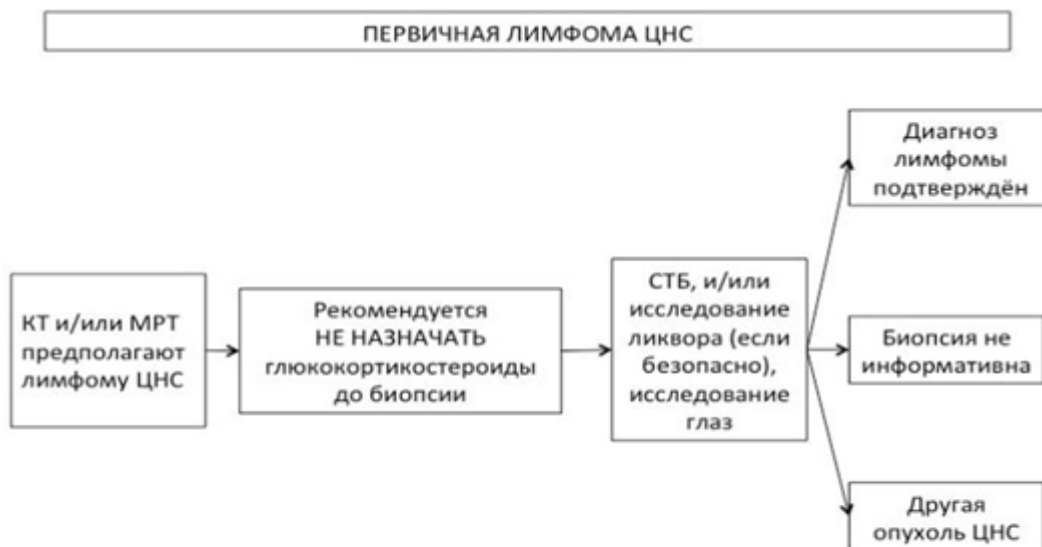 ПЕРВИЧНАЯ ЛИМФОМА ЦНС
КТ и/или МРТ
предполагают
лимфому ЦНС
Рекомендуется
НЕ НАЗНАЧАТЬ
глюкокортикостероиды
до биопсии
СТБ, и/или
исследование
ликвора (если
безопасно),
исследование
глаз
Диагноз
лимфомы
подтверждён
Биопсия не
информативна
Другая
опухоль ЦНС